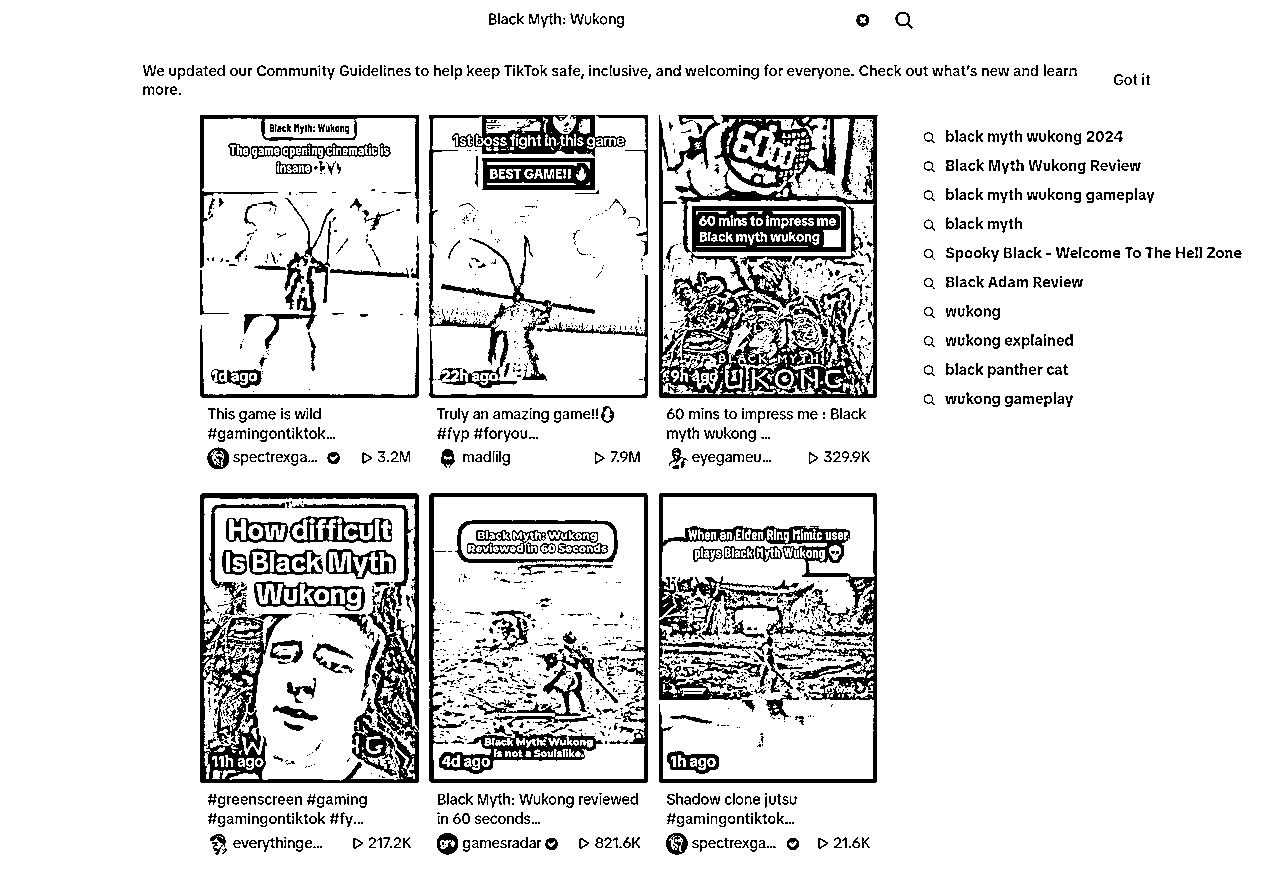 Black Myth: Wukong
We updated our Community Guidelines to help keep TikTok safe, inclusive, and welcoming for everyone. Check out what's new and learn
more.
Got it
Black Myth: Wukong
The game opening cinematic is
insane
1d ago
This game is wild
#gamingontiktok...
spectrexga...
3.2M
1st boss fight in this game
BEST GAME!!
22h ago
Truly an amazing game!!
#fyp #foryou...
madlilg
7.9M
60
60 mins to impress me
Black myth wukong
BLACK MYTH
WUKONG
9h ago
60 mins to impress me : Black
myth wukong ...
eyegameu...
329.9K
How difficult
Is Black Myth
Wukong
11h ago
#greenscreen #gaming
#gamingontiktok #fy...
everythinge...
217.2K
Black Myth: Wukong
Reviewed in 60 Seconds
Black Myth: Wukong
is not a Soulslike.
4d ago
Black Myth: Wukong reviewed
in 60 seconds...
gamesradar
821.6K
When an Elden Ring Mimic user
plays Black Myth Wukong
1h ago
Shadow clone jutsu
#gamingontiktok...
spectrexga...
21.6K
black myth wukong 2024
Black Myth Wukong Review
black myth wukong gameplay
black myth
Spooky Black - Welcome To The Hell Zone
Black Adam Review
wukong
wukong explained
black panther cat
wukong gameplay